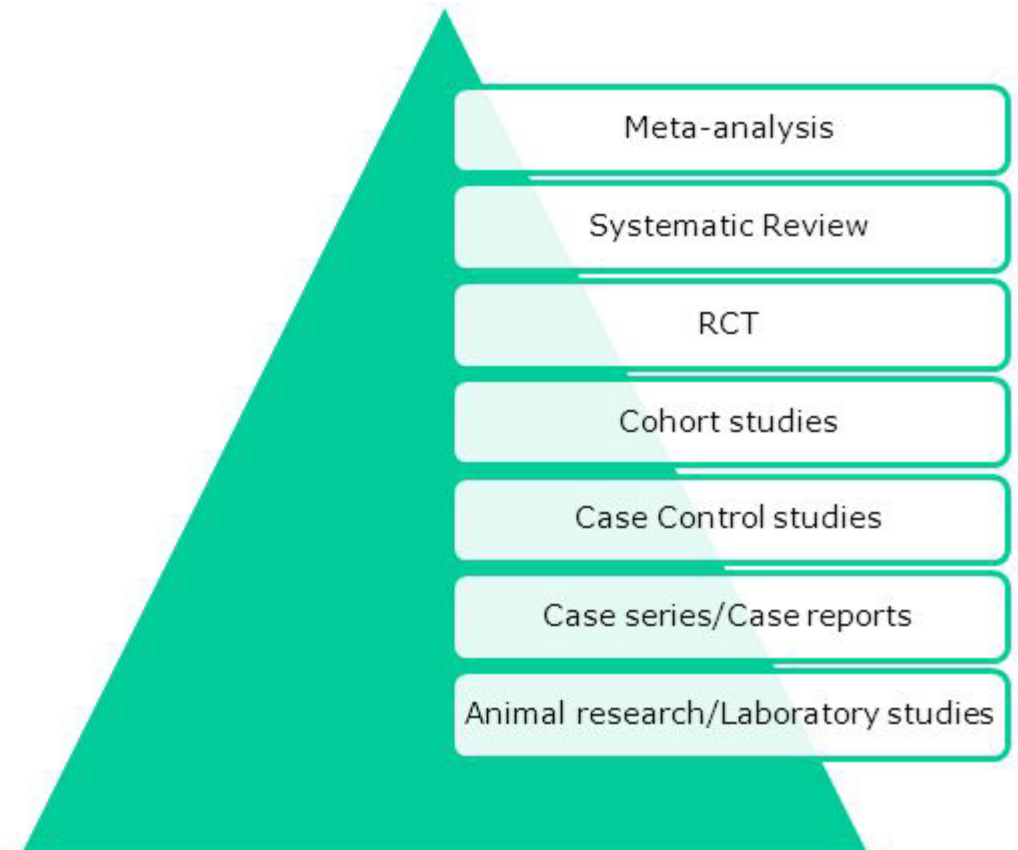 Meta-analysis
Systematic Review
RCT
Cohort studies
Case Control studies
Case series/Case reports
Animal research/Laboratory studies